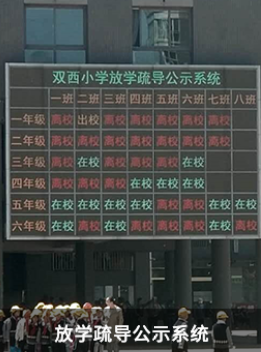 双西小学放学疏导公示系统
一班 二班 三班 四班 五班 六班 七班 八班
一年级 离校 出校 离校 离校 离校 离校 离校
二年级 离校 离校 离校 离校 离校 离校 离校
三年级 离校 在校 离校 离校 离校 在校
四年级 离校 离校 离校 在校 在校 在校
五年级 在校 在校 在校 在校 离校 离校 在校 在校
六年级 在校 离校 在校 离校 离校 离校 在校 离校
放学疏导公示系统